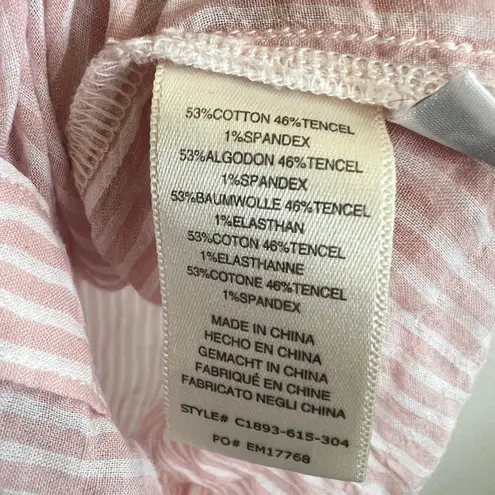 53%COTTON 46%TENCEL
1%SPANDEX
53%ALGODON 46%TENCEL
1%SPANDEX
53%BAUMWOLLE 46%TENCEL
1%ELASTHAN
53%COTON 46%TENCEL
1%ELASTHANNE
53%COTONE 46%TENCEL
1%SPANDEX
MADE IN CHINA
HECHO EN CHINA
GEMACHT IN CHINA
FABRIQUÉ EN CHINE
FABRICATO NEGLI CHINA
STYLE# C1893-615-304
PO# EM17768